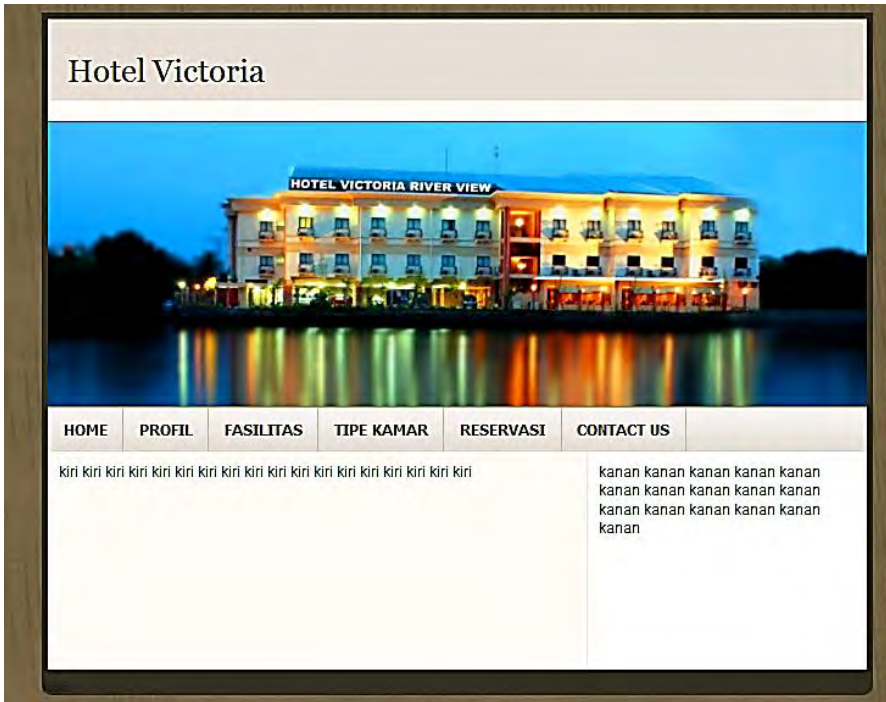 Hotel Victoria
HOTEL VICTORIA RIVER VIEW
HOME PROFIL FASILITAS TIPE KAMAR RESERVASI CONTACT US
kiri kiri kiri kiri kiri kiri kiri kiri kiri kiri kiri kiri kiri kiri kiri kiri kiri kiri
kanan kanan kanan kanan kanan
kanan kanan kanan kanan kanan
kanan kanan kanan kanan kanan
kanan